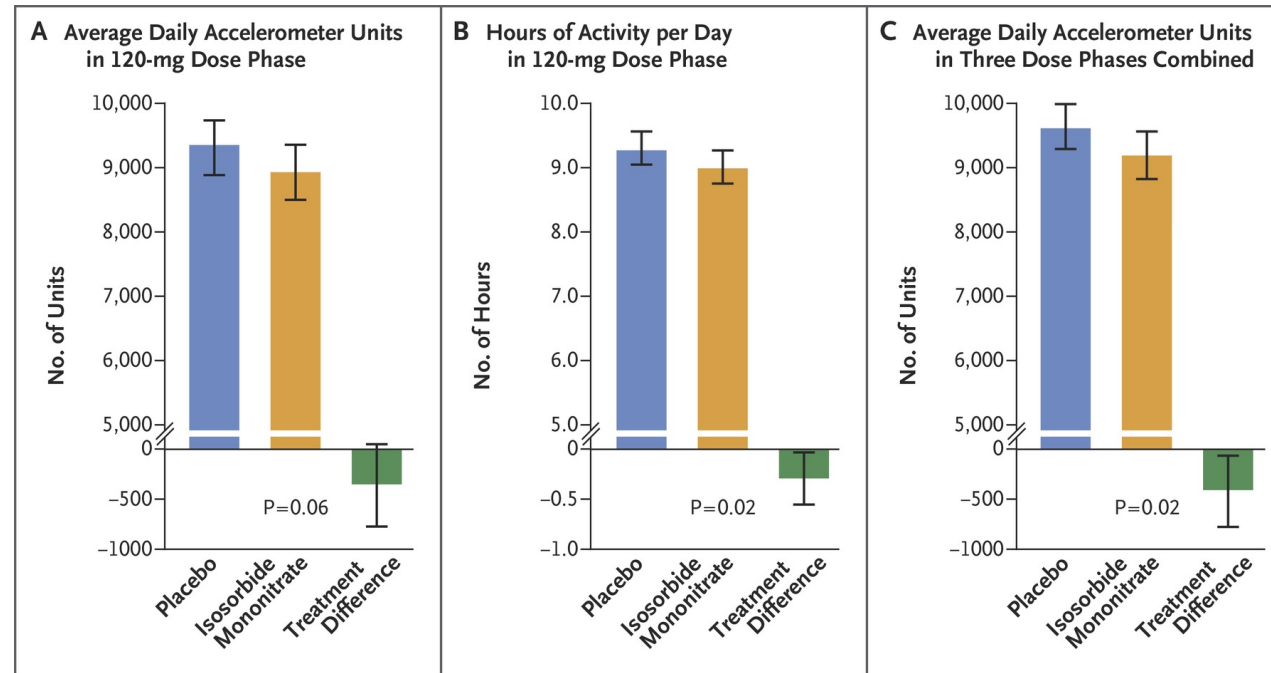 A Average Daily Accelerometer Units
in 120-mg Dose Phase
No. of Units
10,000
9,000
8,000
7,000
6,000
5,000
0
−500
−1000
P=0.06
Placebo
Isosorbide
Mononitrate
Treatment
Difference
B Hours of Activity per Day
in 120-mg Dose Phase
No. of Hours
10.0
9.0
8.0
7.0
6.0
5.0
0
−0.5
−1.0
P=0.02
Placebo
Isosorbide
Mononitrate
Treatment
Difference
C Average Daily Accelerometer Units
in Three Dose Phases Combined
No. of Units
10,000
9,000
8,000
7,000
6,000
5,000
0
−500
−1000
P=0.02
Placebo
Isosorbide
Mononitrate
Treatment
Difference